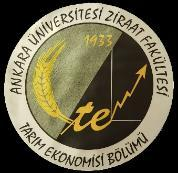 ANKARA ÜNİVERSİTESİ ZİRAAT FAKÜLTESİ
1933
te
TARIM EKONOMİSİ BÖLÜMÜ